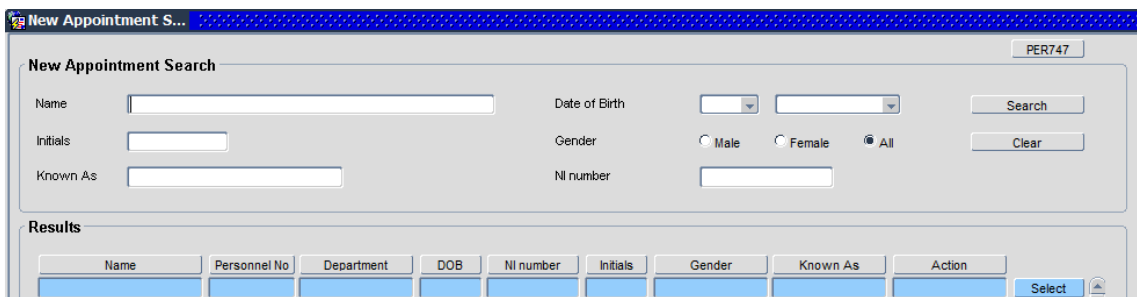 New Appointment S...
PER747
New Appointment Search
Name Date of Birth Search
Initials Gender Male Female All Clear
Known As NI number
Results
Name Personnel No Department DOB NI number Initials Gender Known As Action
Select